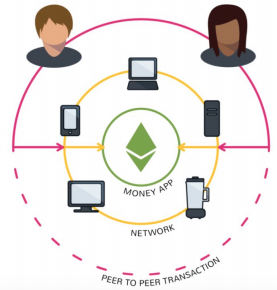 MONEY APP
NETWORK
PEER TO PEER TRANSACTION